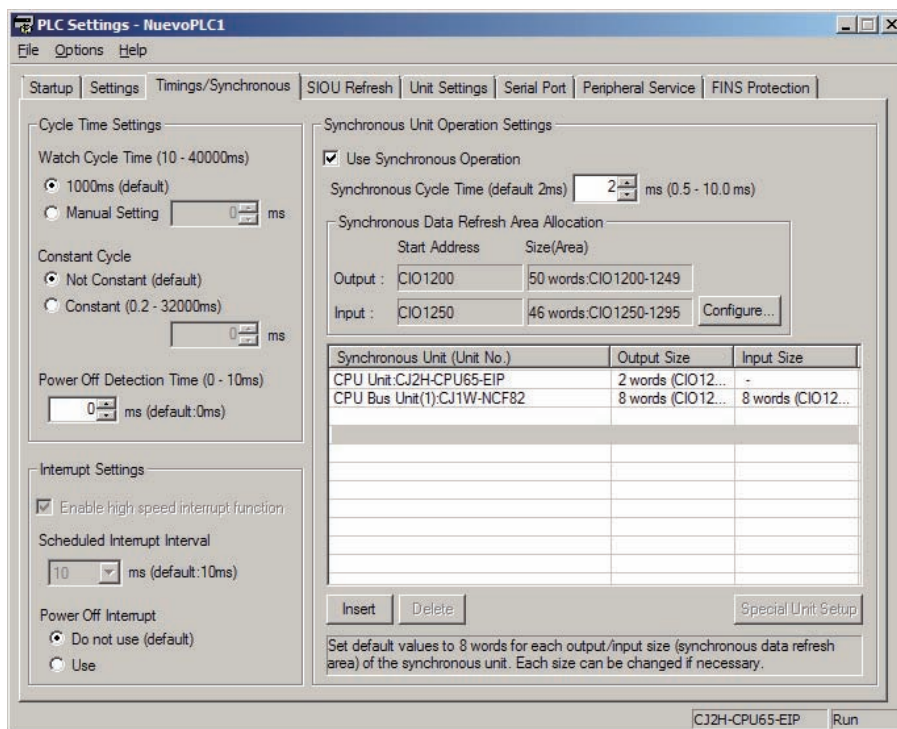 PLC Settings - NuevoPLC1
File Options Help
Startup Settings Timings/Synchronous SIOU Refresh Unit Settings Serial Port Peripheral Service FINS Protection
Cycle Time Settings
Watch Cycle Time (10 - 40000ms)
1000ms (default)
Manual Setting 0 ms
Constant Cycle
Not Constant (default)
Constant (0.2 - 32000ms)
0 ms
Power Off Detection Time (0 - 10ms)
0 ms (default:0ms)
Interrupt Settings
Enable high speed interrupt function
Scheduled Interrupt Interval
10 ms (default:10ms)
Power Off Interrupt
Do not use (default)
Use
Synchronous Unit Operation Settings
Use Synchronous Operation
Synchronous Cycle Time (default 2ms) 2 ms (0.5 - 10.0 ms)
Synchronous Data Refresh Area Allocation
Start Address Size(Area)
Output : CIO1200 50 words:CIO1200-1249
Input : CIO1250 46 words:CIO1250-1295 Configure...
Synchronous Unit (Unit No.) Output Size Input Size
CPU Unit:CJ2H-CPU65-EIP 2 words (CIO12... -
CPU Bus Unit(1):CJ1W-NCF82 8 words (CIO12... 8 words (CIO12...
Insert Delete Special Unit Setup
Set default values to 8 words for each output/input size (synchronous data refresh
area) of the synchronous unit. Each size can be changed if necessary.
CJ2H-CPU65-EIP Run